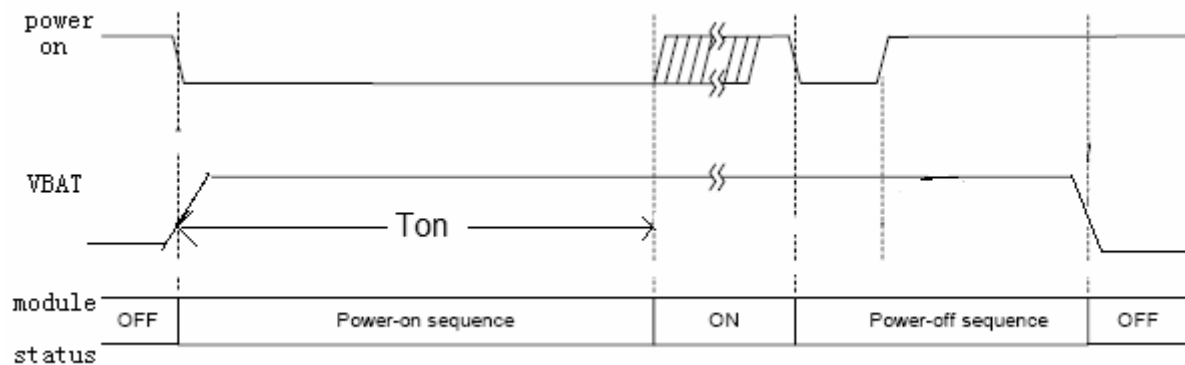 power
on
VBAT
Ton
module
OFF Power-on sequence ON Power-off sequence OFF
status